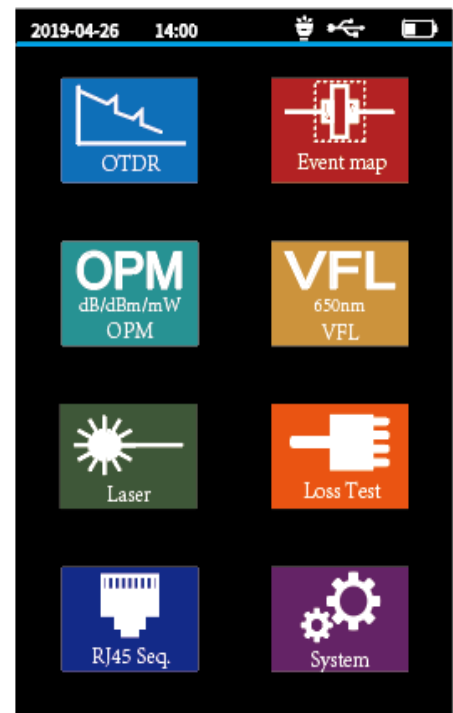 2019-04-26 14:00
OTDR
Event map
OPM
dB/dBm/mW
OPM
VFL
650nm
VFL
Laser
Loss Test
RJ45 Seq.
System